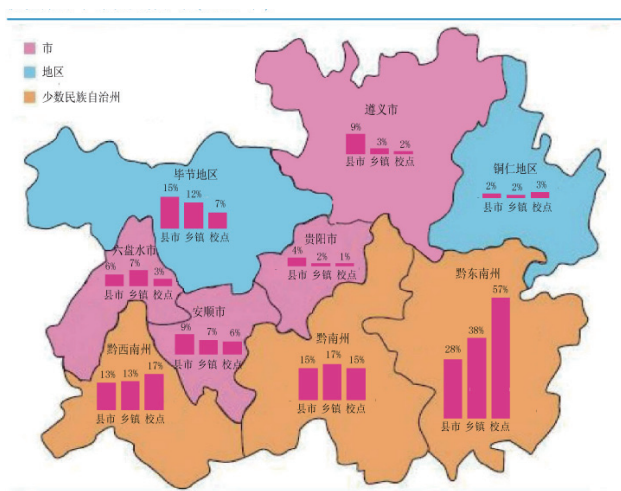 市
地区
少数民族自治州
遵义市
9% 3% 2%
县市 乡镇 校点
铜仁地区
2% 2% 3%
县市 乡镇 校点
毕节地区
15% 12% 7%
县市 乡镇 校点
贵阳市
4% 2% 1%
县市 乡镇 校点
六盘水市
6% 7% 3%
县市 乡镇 校点
黔东南州
28% 38% 57%
县市 乡镇 校点
安顺市
9% 7% 6%
县市 乡镇 校点
黔西南州
13% 13% 17%
县市 乡镇 校点
黔南州
15% 17% 15%
县市 乡镇 校点